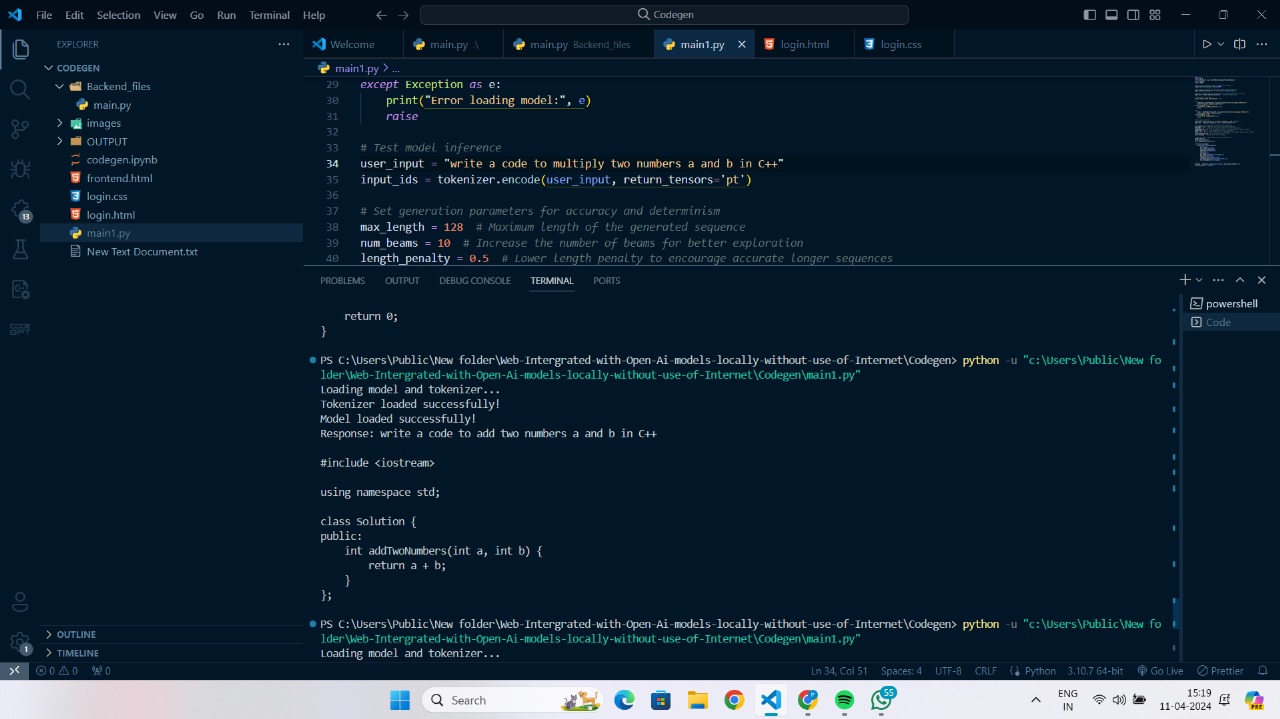 File Edit Selection View Go Run Terminal Help
Codegen
EXPLORER
Welcome
main.py .\
main.py Backend_files
main1.py
login.html
login.css
CODEGEN
Backend_files
main.py
images
OUTPUT
codegen.ipynb
frontend.html
login.css
login.html
main1.py
New Text Document.txt
13
OUTLINE
TIMELINE
1
main1.py > ...
29 except Exception as e:
30 print("Error loading model:", e)
31 raise
32
33 # Test model inference
34 user_input = "write a code to multiply two numbers a and b in C++"
35 input_ids = tokenizer.encode(user_input, return_tensors='pt')
36
37 # Set generation parameters for accuracy and determinism
38 max_length = 128 # Maximum length of the generated sequence
39 num_beams = 10 # Increase the number of beams for better exploration
40 length_penalty = 0.5 # Lower length penalty to encourage accurate longer sequences
PROBLEMS OUTPUT DEBUG CONSOLE TERMINAL PORTS
powershell
Code
return 0;
}
PS C:\Users\Public\New folder\Web-Intergrated-with-Open-Ai-models-locally-without-use-of-Internet\Codegen> python -u "c:\Users\Public\New fo
lder\Web-Intergrated-with-Open-Ai-models-locally-without-use-of-Internet\Codegen\main1.py"
Loading model and tokenizer...
Tokenizer loaded successfully!
Model loaded successfully!
Response: write a code to add two numbers a and b in C++
#include <iostream>
using namespace std;
class Solution {
public:
int addTwoNumbers(int a, int b) {
return a + b;
}
};
PS C:\Users\Public\New folder\Web-Intergrated-with-Open-Ai-models-locally-without-use-of-Internet\Codegen> python -u "c:\Users\Public\New fo
lder\Web-Intergrated-with-Open-Ai-models-locally-without-use-of-Internet\Codegen\main1.py"
Loading model and tokenizer...
0 0 0
Ln 34, Col 51 Spaces: 4 UTF-8 CRLF Python 3.10.7 64-bit Go Live Prettier
Search
55
ENG
IN
15:19
11-04-2024
PRE